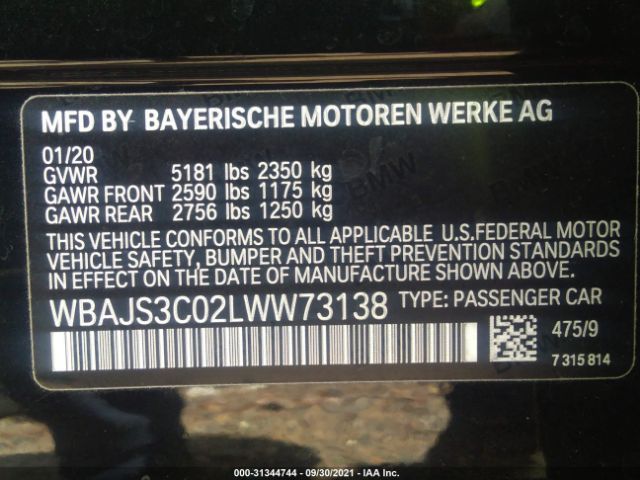 MFD BY BAYERISCHE MOTOREN WERKE AG
01/20
GVWR 5181 lbs 2350 kg
GAWR FRONT 2590 lbs 1175 kg
GAWR REAR 2756 lbs 1250 kg
THIS VEHICLE CONFORMS TO ALL APPLICABLE U.S.FEDERAL MOTOR
VEHICLE SAFETY, BUMPER AND THEFT PREVENTION STANDARDS
IN EFFECT ON THE DATE OF MANUFACTURE SHOWN ABOVE.
WBAJS3C02LWW73138 TYPE: PASSENGER CAR
475/9
7 315 814
000-31344744 - 09/30/2021 - IAA Inc.